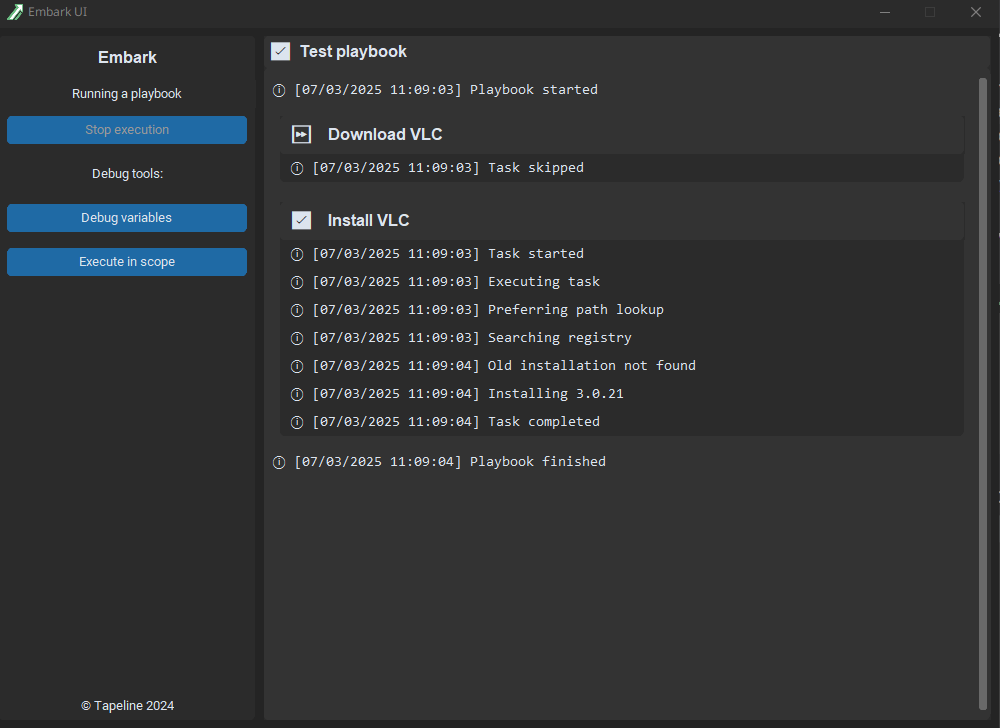 Embark UI
Embark
Running a playbook
Stop execution
Debug tools:
Debug variables
Execute in scope
© Tapeline 2024
Test playbook
[07/03/2025 11:09:03] Playbook started
Download VLC
[07/03/2025 11:09:03] Task skipped
Install VLC
[07/03/2025 11:09:03] Task started
[07/03/2025 11:09:03] Executing task
[07/03/2025 11:09:03] Preferring path lookup
[07/03/2025 11:09:03] Searching registry
[07/03/2025 11:09:04] Old installation not found
[07/03/2025 11:09:04] Installing 3.0.21
[07/03/2025 11:09:04] Task completed
[07/03/2025 11:09:04] Playbook finished